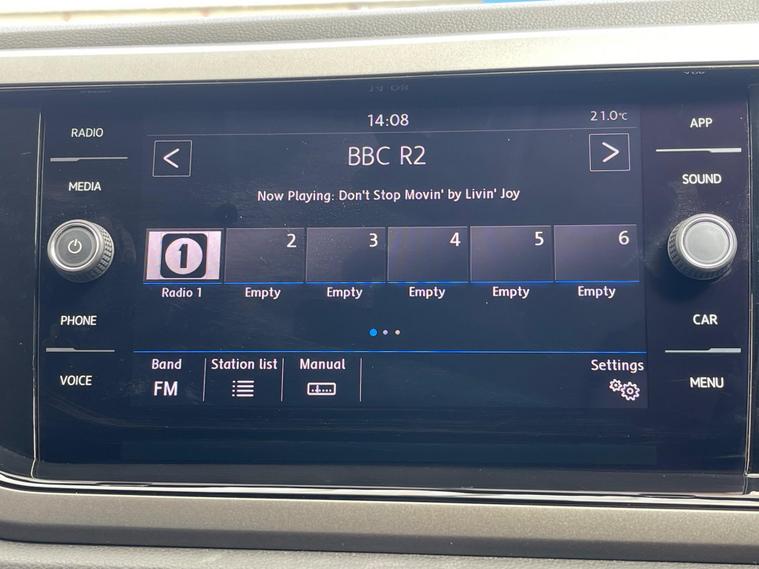 14:08
21.0°C
RADIO
MEDIA
PHONE
VOICE
<
BBC R2
>
Now Playing: Don't Stop Movin' by Livin' Joy
1
2
3
4
5
6
Radio 1
Empty
Empty
Empty
Empty
Empty
Band
FM
Station list
Manual
Settings
APP
SOUND
CAR
MENU